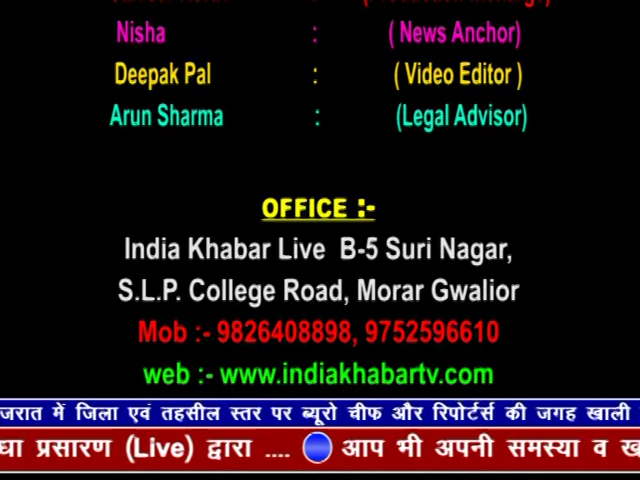 Nisha : ( News Anchor)
Deepak Pal : ( Video Editor )
Arun Sharma : (Legal Advisor)
OFFICE :-
India Khabar Live B-5 Suri Nagar,
S.L.P. College Road, Morar Gwalior
Mob :- 9826408898, 9752596610
web :- www.indiakhabartv.com
जरात में जिला एवं तहसील स्तर पर ब्यूरो चीफ और रिपोर्टर्स की जगह खाली
घा प्रसारण (Live) द्वारा .... आप भी अपनी समस्या व ख